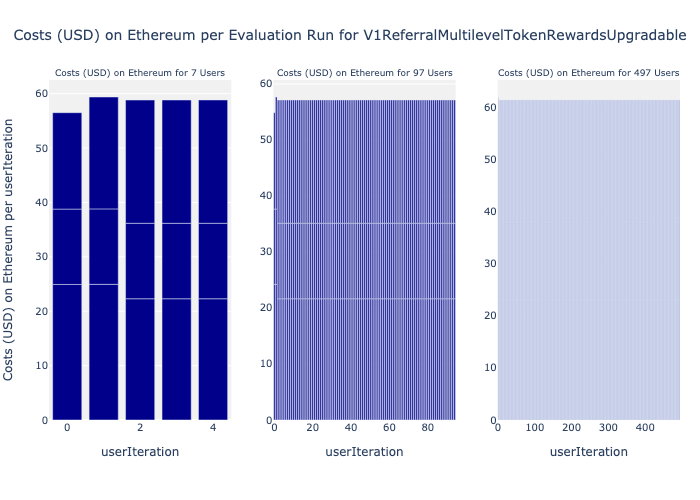 Costs (USD) on Ethereum per Evaluation Run for V1ReferralMultilevelTokenRewardsUpgradable
Costs (USD) on Ethereum for 7 Users
Costs (USD) on Ethereum for 97 Users
Costs (USD) on Ethereum for 497 Users
Costs (USD) on Ethereum per userIteration
60
50
40
30
20
10
0
0 2 4
userIteration
60
50
40
30
20
10
0
0 20 40 60 80
userIteration
60
50
40
30
20
10
0
0 100 200 300 400
userIteration